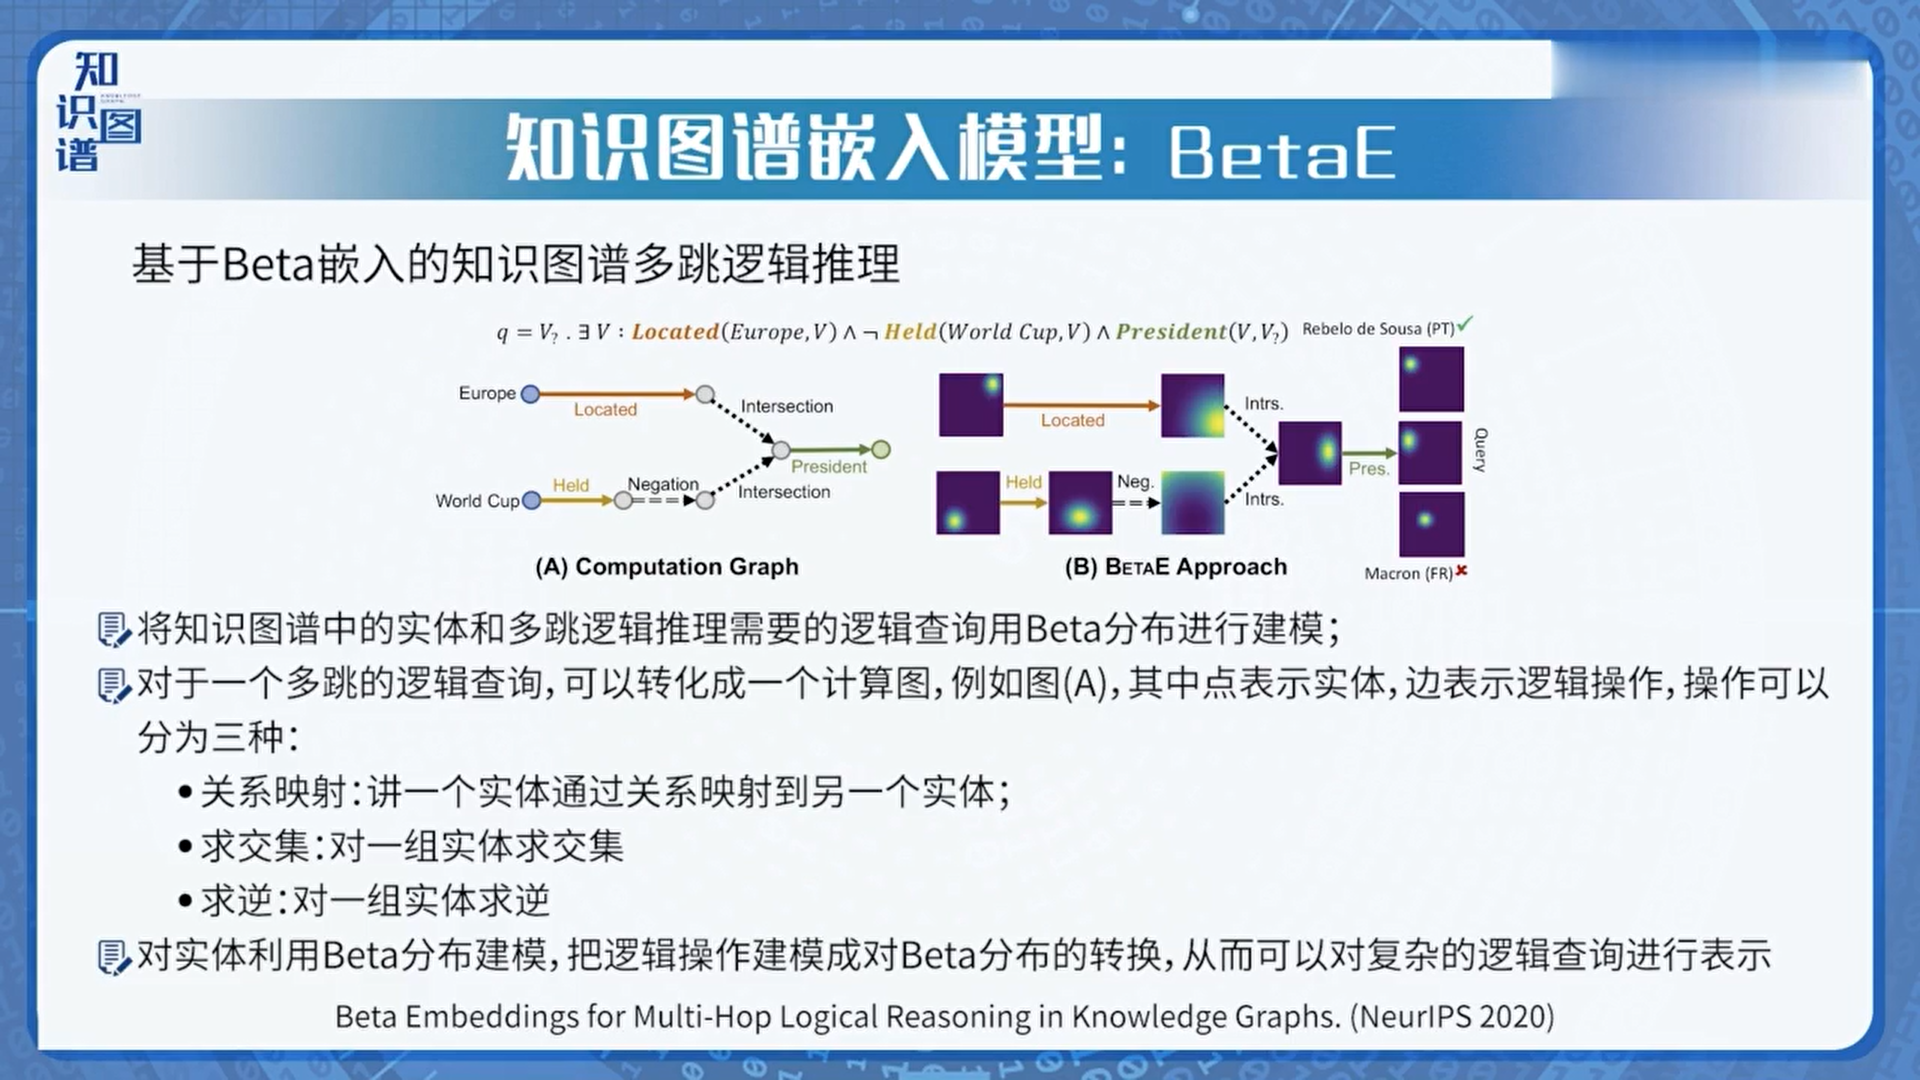 知
识图
谱
知识图谱嵌入模型: BetaE
基于Beta嵌入的知识图谱多跳逻辑推理
q = V? . ∃ V : Located(Europe,V) ∧ ¬ Held(World Cup,V) ∧ President(V,V?)
Rebelo de Sousa (PT)✓
Europe
Located
Intersection
President
World Cup
Held
Negation
Intersection
(A) Computation Graph
Located
Intrs.
Held
Neg.
Intrs.
Pres.
Query
(B) BETAE Approach
Macron (FR)✘
将知识图谱中的实体和多跳逻辑推理需要的逻辑查询用Beta分布进行建模；
对于一个多跳的逻辑查询，可以转化成一个计算图，例如图(A)，其中点表示实体，边表示逻辑操作，操作可以
分为三种：
•关系映射：讲一个实体通过关系映射到另一个实体；
•求交集：对一组实体求交集
•求逆：对一组实体求逆
对实体利用Beta分布建模，把逻辑操作建模成对Beta分布的转换，从而可以对复杂的逻辑查询进行表示
Beta Embeddings for Multi-Hop Logical Reasoning in Knowledge Graphs. (NeurIPS 2020)